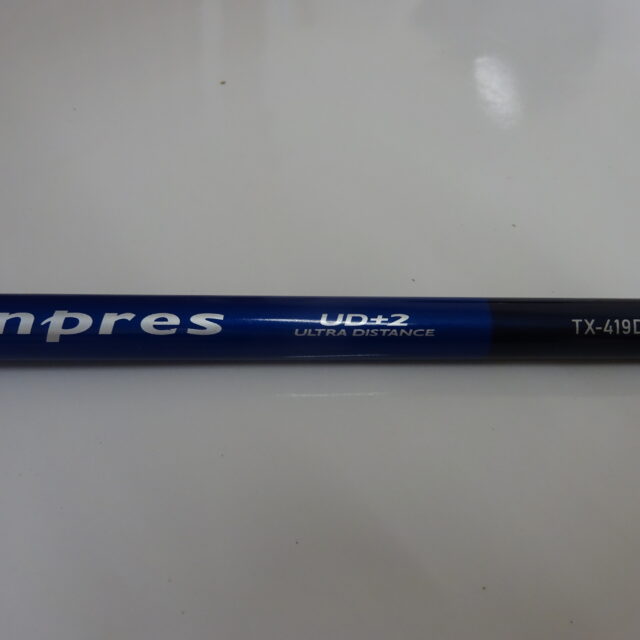 npres
UD+2
ULTRA DISTANCE
TX-419D